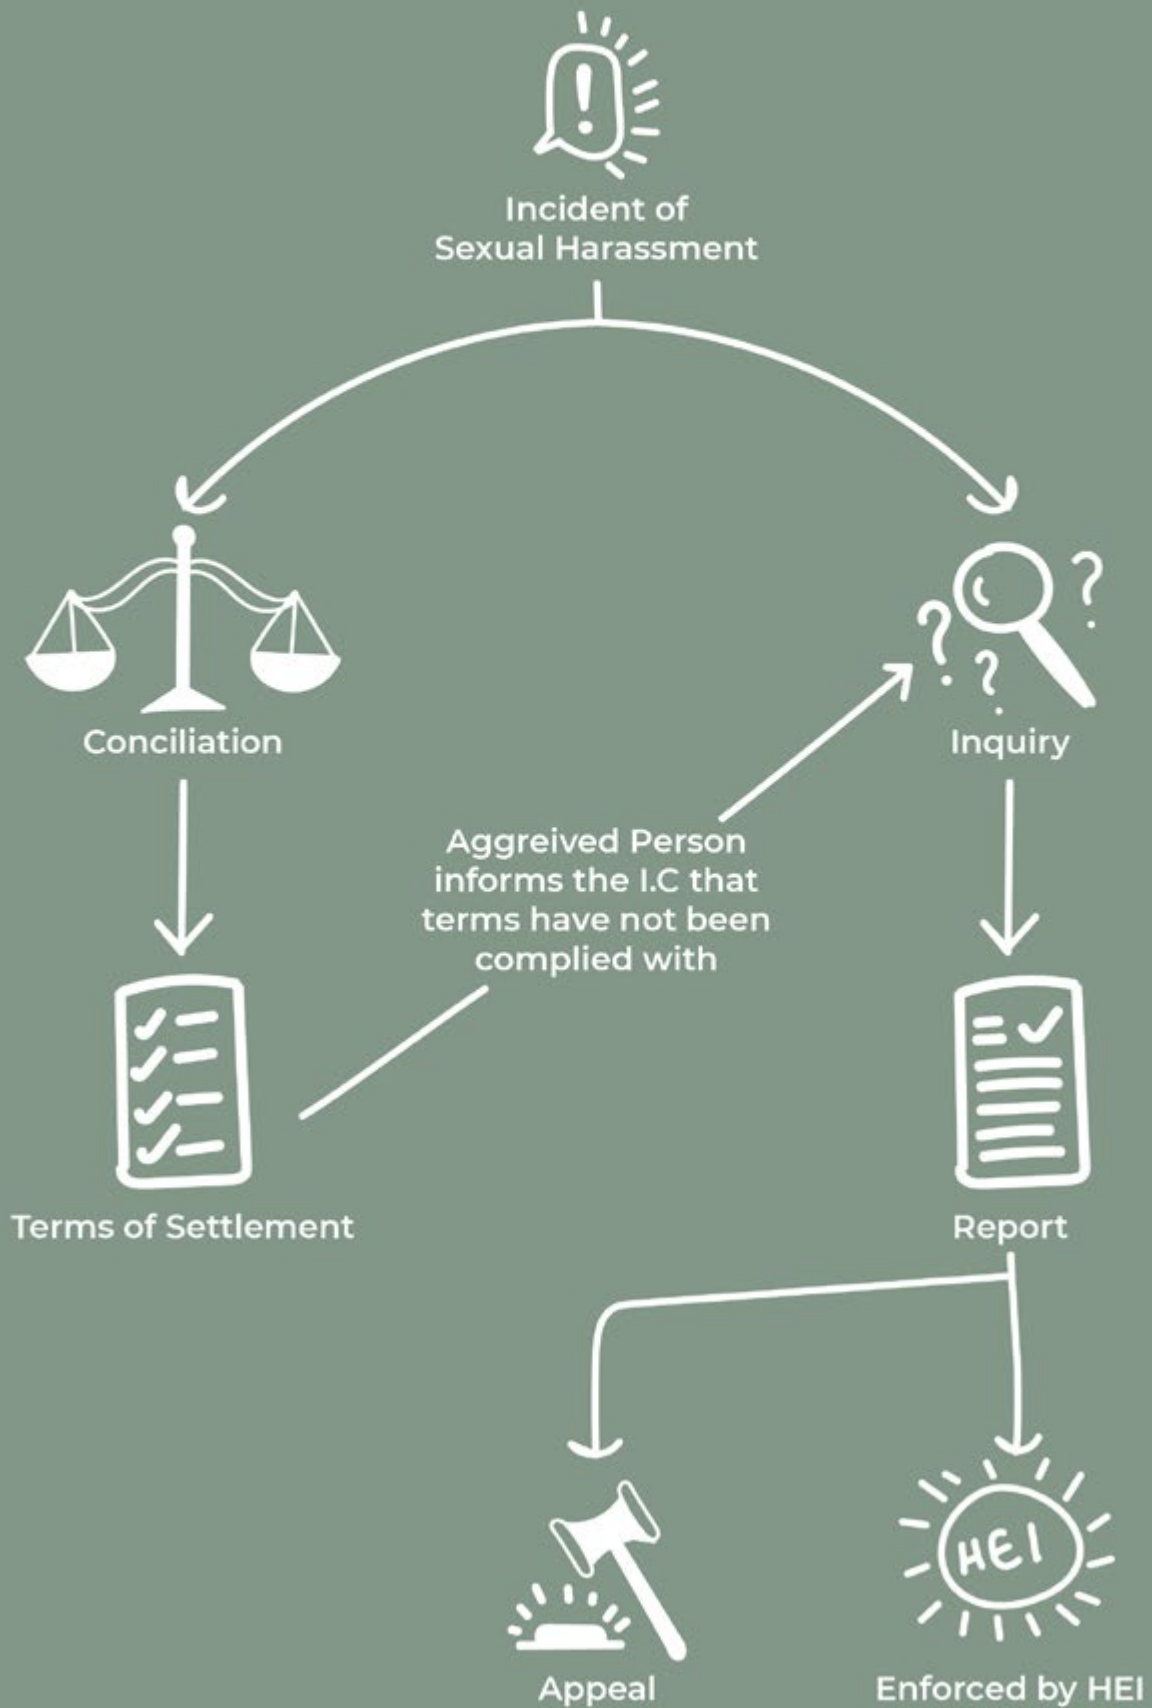 Incident of
Sexual Harassment
Conciliation
Inquiry
Aggreived Person
informs the I.C that
terms have not been
complied with
Terms of Settlement
Report
HEI
Appeal
Enforced by HEI